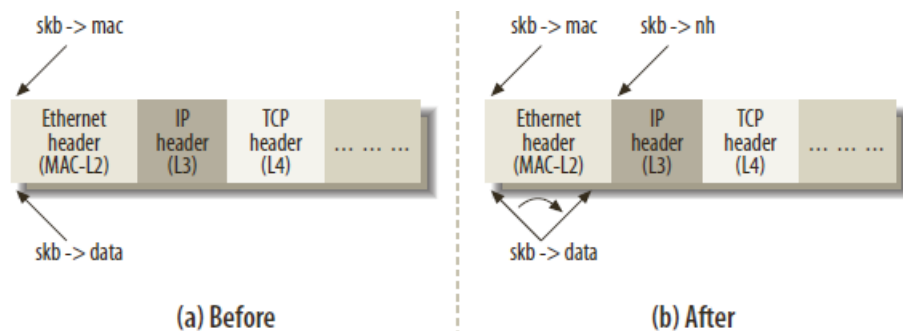 skb -> mac
Ethernet
header
(MAC-L2)
IP
header
(L3)
TCP
header
(L4)
... ... ...
skb -> data
(a) Before
skb -> mac
skb -> nh
Ethernet
header
(MAC-L2)
IP
header
(L3)
TCP
header
(L4)
... ... ...
skb -> data
(b) After